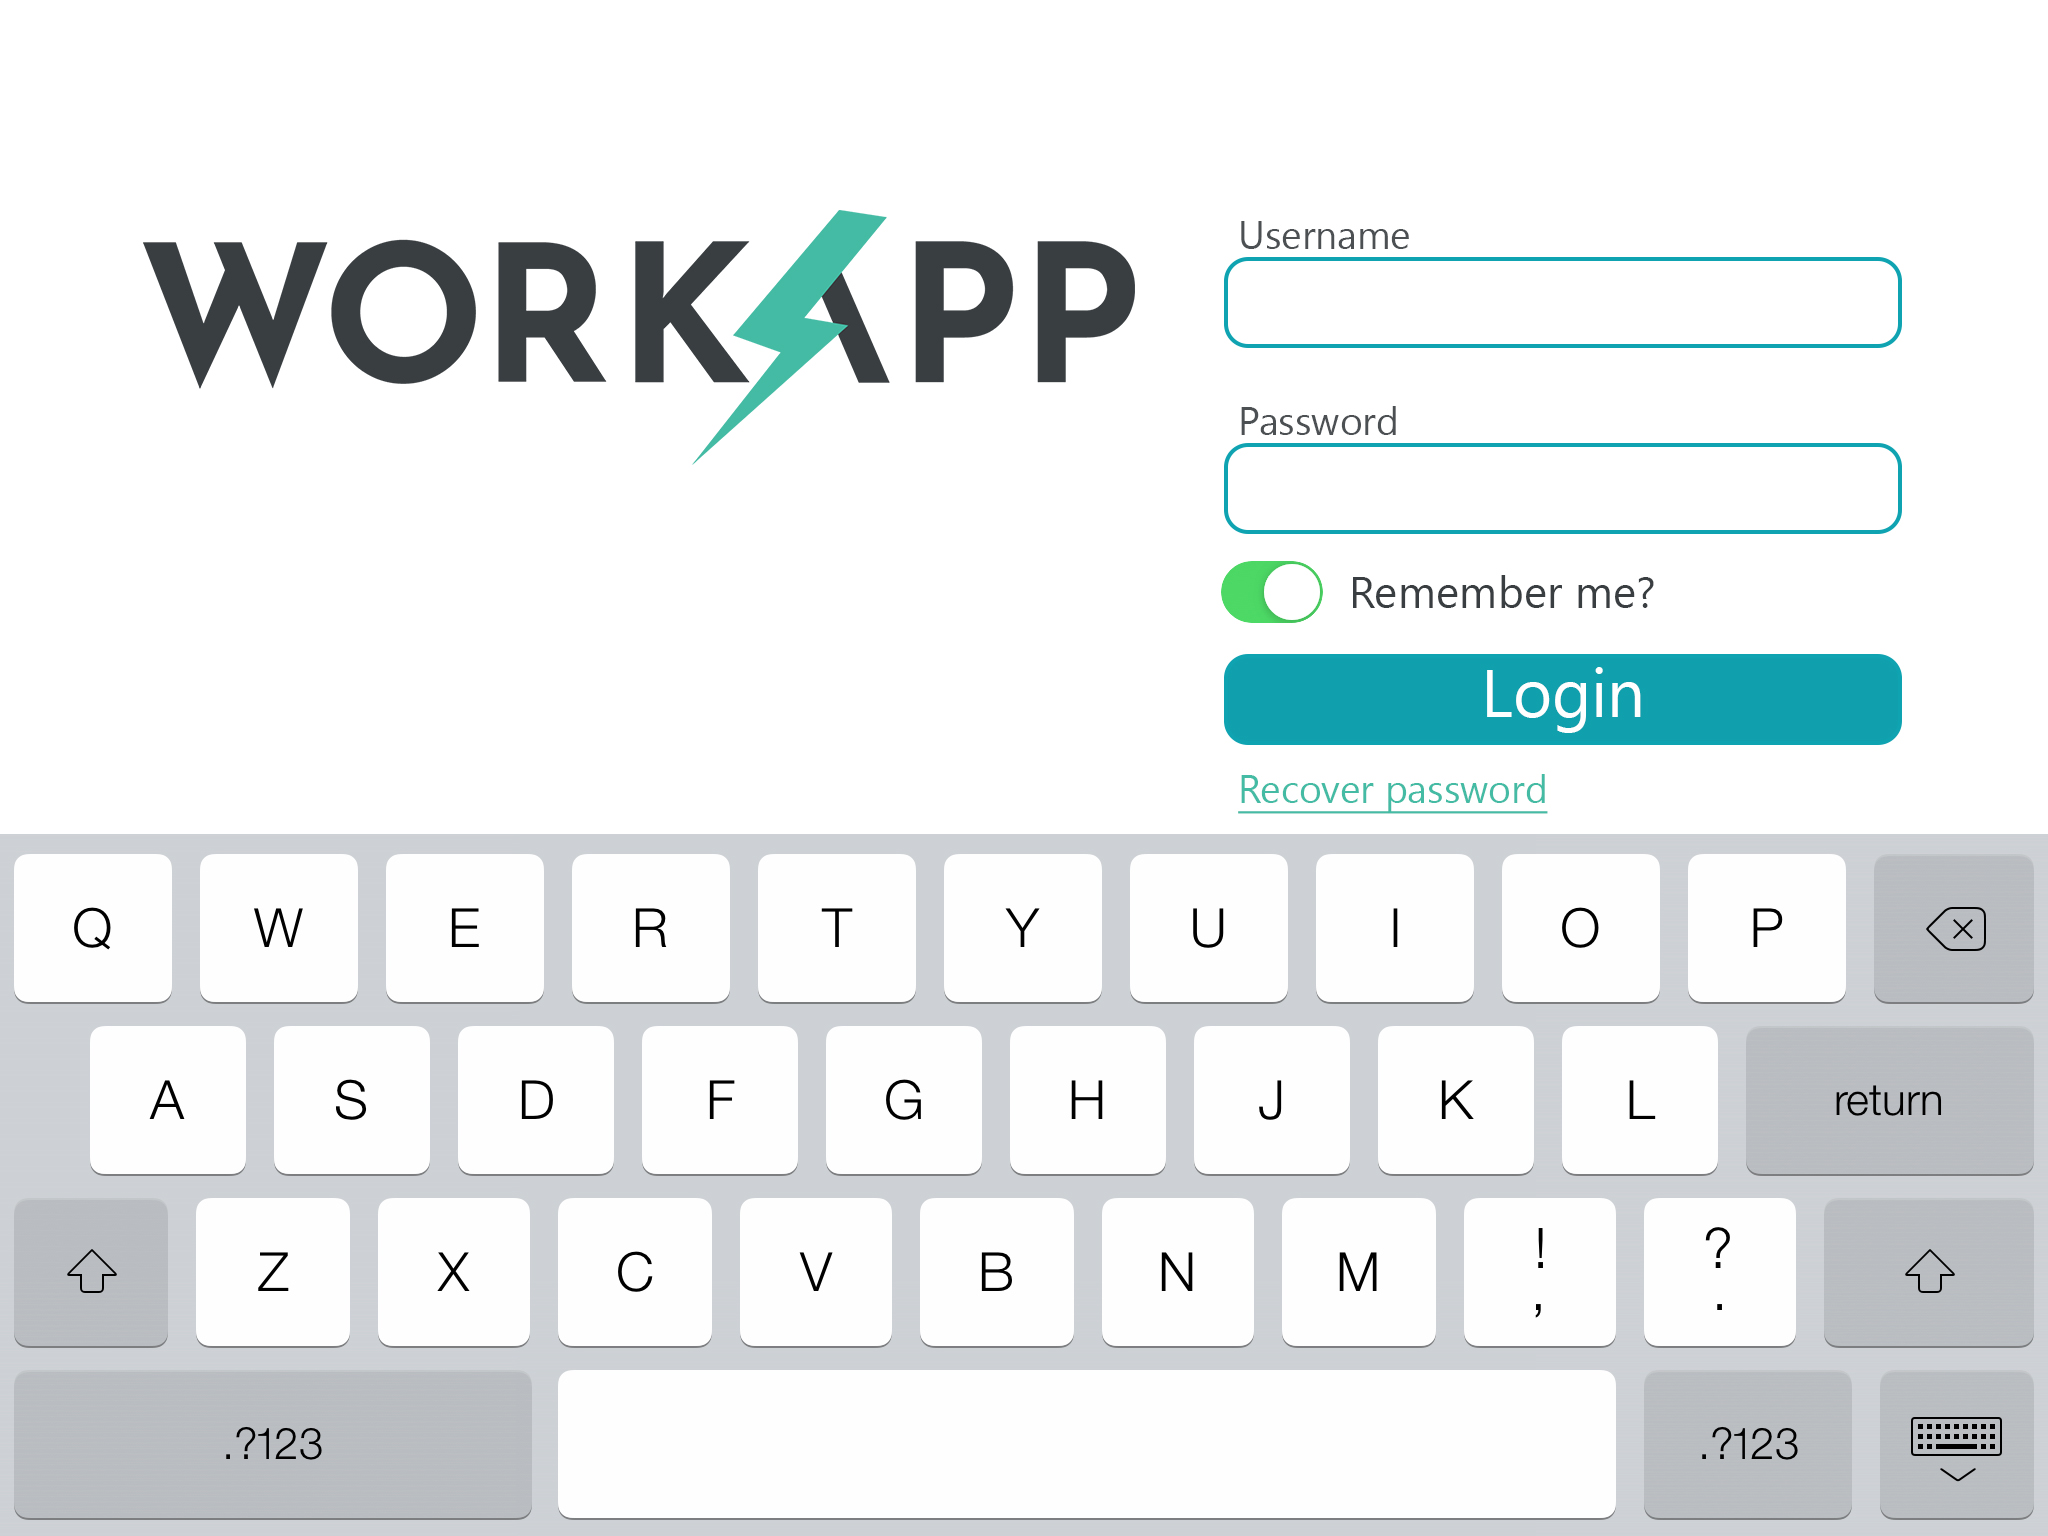 WORKAPP
Username
Password
Remember me?
Login
Recover password
Q W E R T Y U I O P
A S D F G H J K L return
Z X C V B N M ! , ? .
.?123 .?123